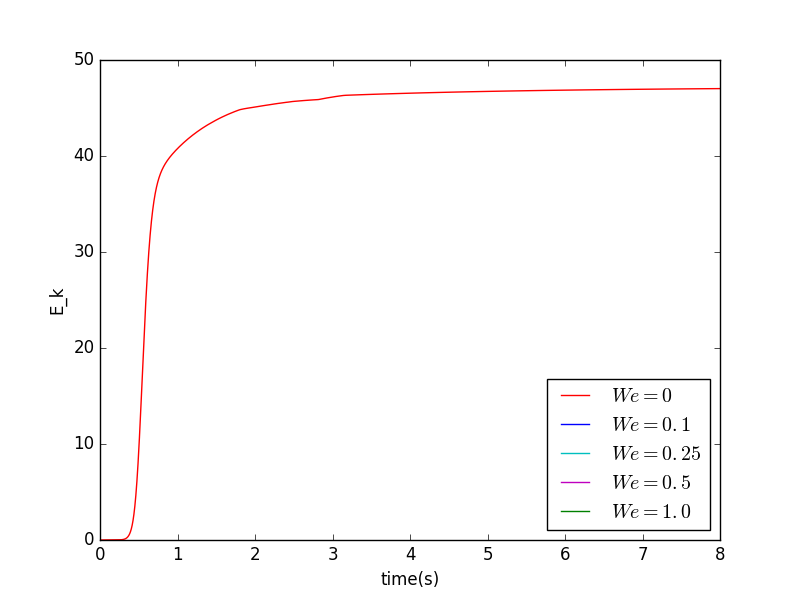 50
40
30
20
10
0
E_k
0 1 2 3 4 5 6 7 8
time(s)
We = 0
We = 0.1
We = 0.25
We = 0.5
We = 1.0